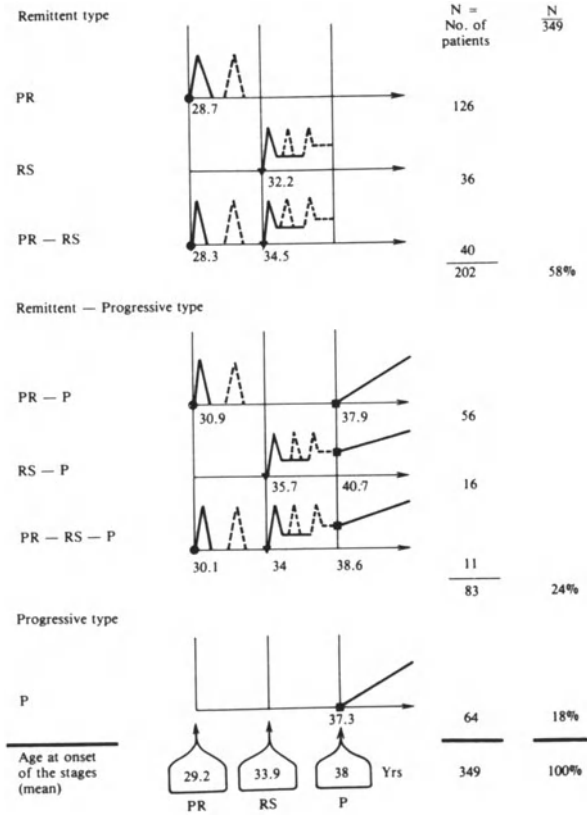 Remittent type
N =
No. of
patients
N
349
PR
28.7
126
RS
32.2
36
PR — RS
28.3 34.5
40
202 58%
Remittent — Progressive type
PR — P
30.9 37.9
56
RS — P
35.7 40.7
16
PR — RS — P
30.1 34 38.6
11
83 24%
Progressive type
P
37.3
64 18%
Age at onset
of the stages
(mean)
29.2 33.9 38 Yrs
349 100%
PR RS P